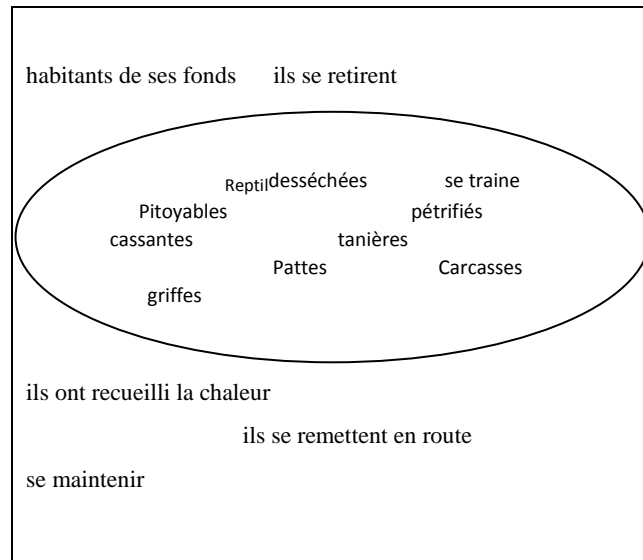 habitants de ses fonds ils se retirent
Reptil desséchées se traine
Pitoyables pétrifiés
cassantes tanières
Pattes Carcasses
griffes
ils ont recueilli la chaleur
ils se remettent en route
se maintenir